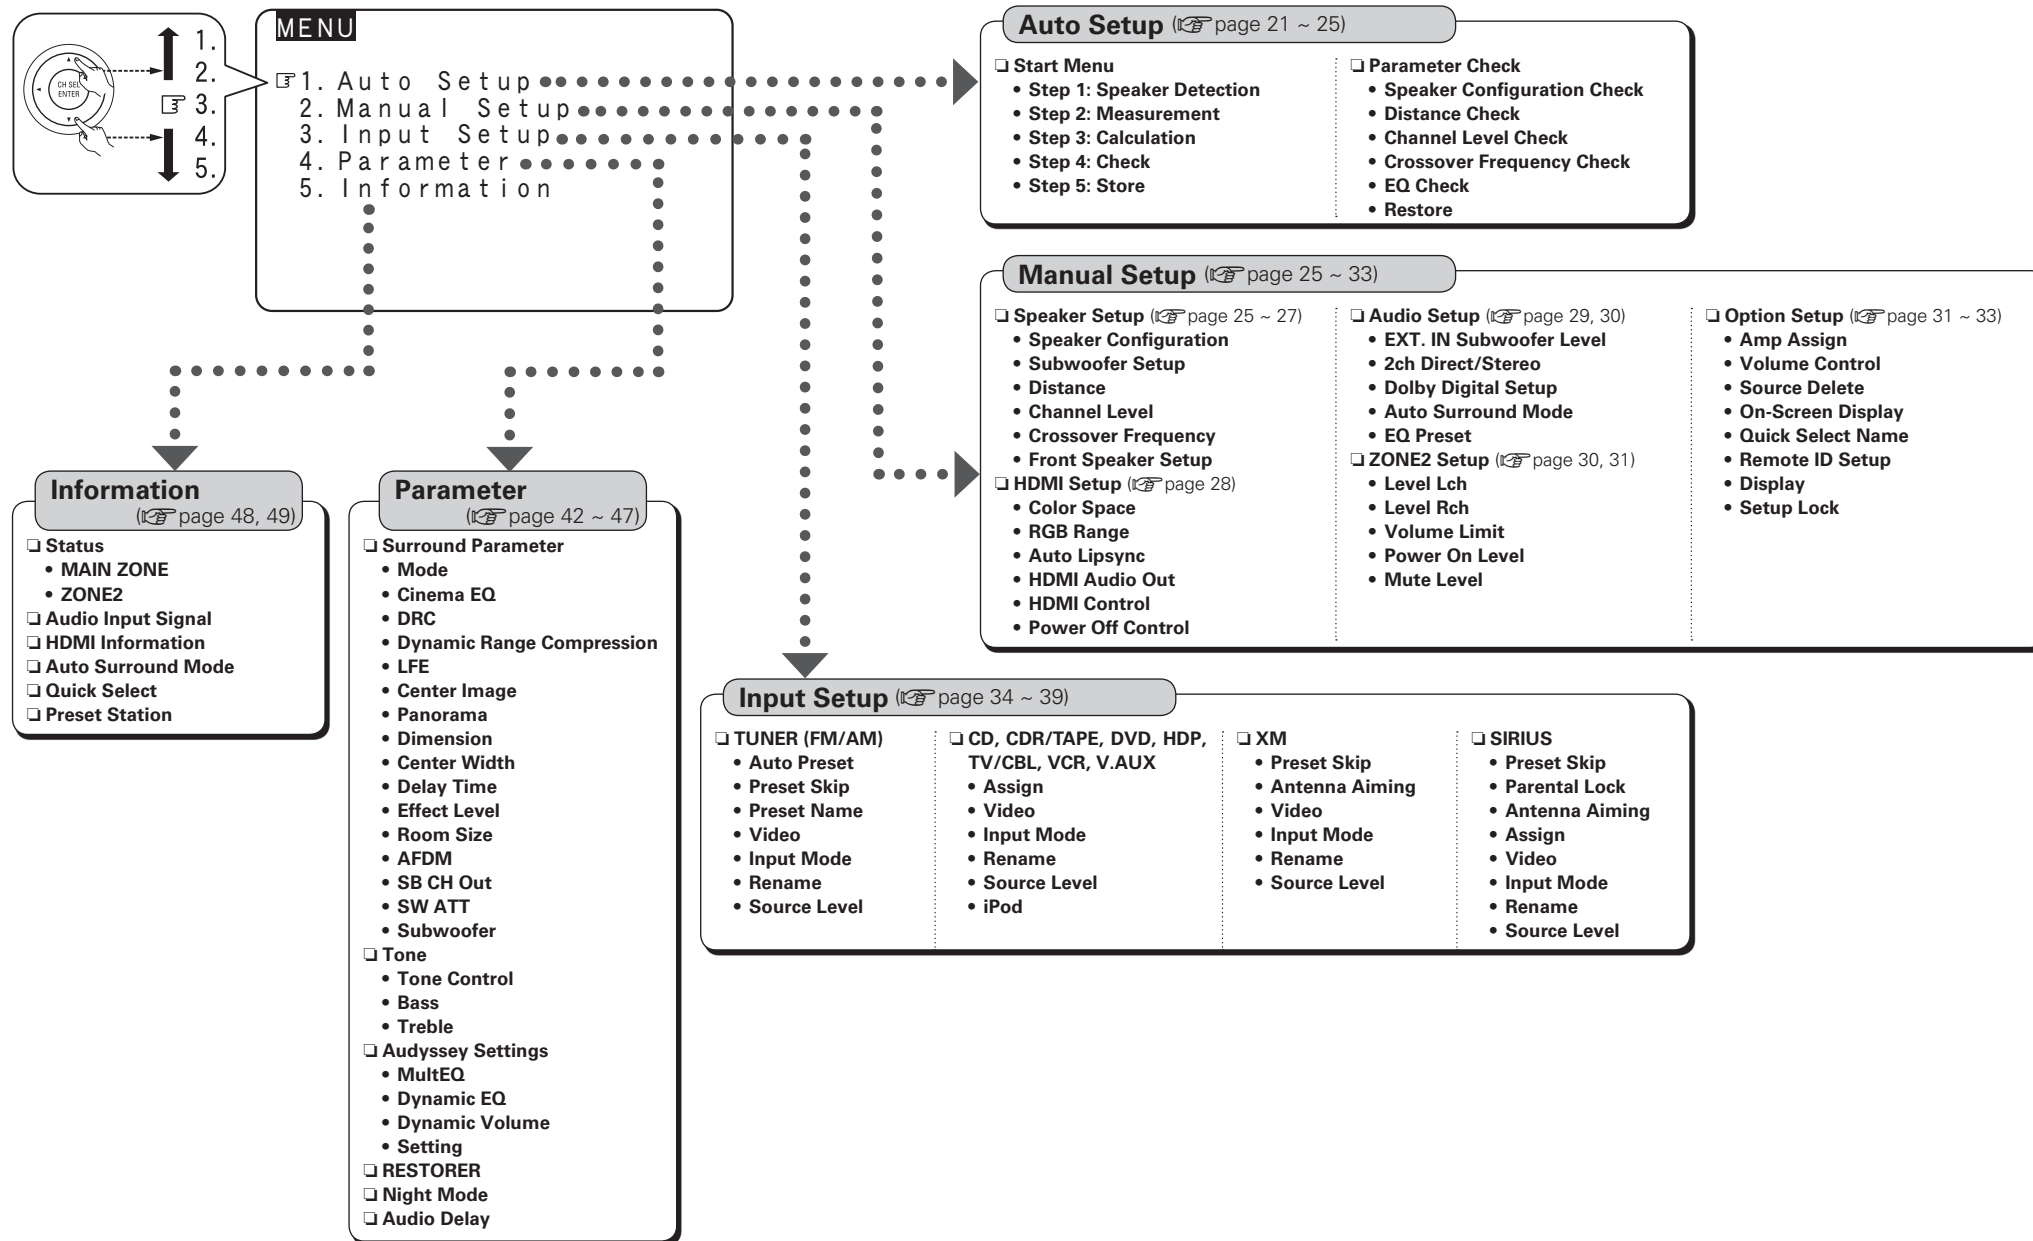 1.
2.
3.
4.
5.
CH SEL
ENTER
MENU
1. Auto Setup
2. Manual Setup
3. Input Setup
4. Parameter
5. Information
Auto Setup (page 21 ~ 25)
❏ Start Menu
• Step 1: Speaker Detection
• Step 2: Measurement
• Step 3: Calculation
• Step 4: Check
• Step 5: Store
❏ Parameter Check
• Speaker Configuration Check
• Distance Check
• Channel Level Check
• Crossover Frequency Check
• EQ Check
• Restore
Manual Setup (page 25 ~ 33)
❏ Speaker Setup (page 25 ~ 27)
• Speaker Configuration
• Subwoofer Setup
• Distance
• Channel Level
• Crossover Frequency
• Front Speaker Setup
❏ HDMI Setup (page 28)
• Color Space
• RGB Range
• Auto Lipsync
• HDMI Audio Out
• HDMI Control
• Power Off Control
❏ Audio Setup (page 29, 30)
• EXT. IN Subwoofer Level
• 2ch Direct/Stereo
• Dolby Digital Setup
• Auto Surround Mode
• EQ Preset
❏ ZONE2 Setup (page 30, 31)
• Level Lch
• Level Rch
• Volume Limit
• Power On Level
• Mute Level
❏ Option Setup (page 31 ~ 33)
• Amp Assign
• Volume Control
• Source Delete
• On-Screen Display
• Quick Select Name
• Remote ID Setup
• Display
• Setup Lock
Information
(page 48, 49)
❏ Status
• MAIN ZONE
• ZONE2
❏ Audio Input Signal
❏ HDMI Information
❏ Auto Surround Mode
❏ Quick Select
❏ Preset Station
Parameter
(page 42 ~ 47)
❏ Surround Parameter
• Mode
• Cinema EQ
• DRC
• Dynamic Range Compression
• LFE
• Center Image
• Panorama
• Dimension
• Center Width
• Delay Time
• Effect Level
• Room Size
• AFDM
• SB CH Out
• SW ATT
• Subwoofer
❏ Tone
• Tone Control
• Bass
• Treble
❏ Audyssey Settings
• MultEQ
• Dynamic EQ
• Dynamic Volume
• Setting
❏ RESTORER
❏ Night Mode
❏ Audio Delay
Input Setup (page 34 ~ 39)
❏ TUNER (FM/AM)
• Auto Preset
• Preset Skip
• Preset Name
• Video
• Input Mode
• Rename
• Source Level
❏ CD, CDR/TAPE, DVD, HDP,
TV/CBL, VCR, V.AUX
• Assign
• Video
• Input Mode
• Rename
• Source Level
• iPod
❏ XM
• Preset Skip
• Antenna Aiming
• Video
• Input Mode
• Rename
• Source Level
❏ SIRIUS
• Preset Skip
• Parental Lock
• Antenna Aiming
• Assign
• Video
• Input Mode
• Rename
• Source Level